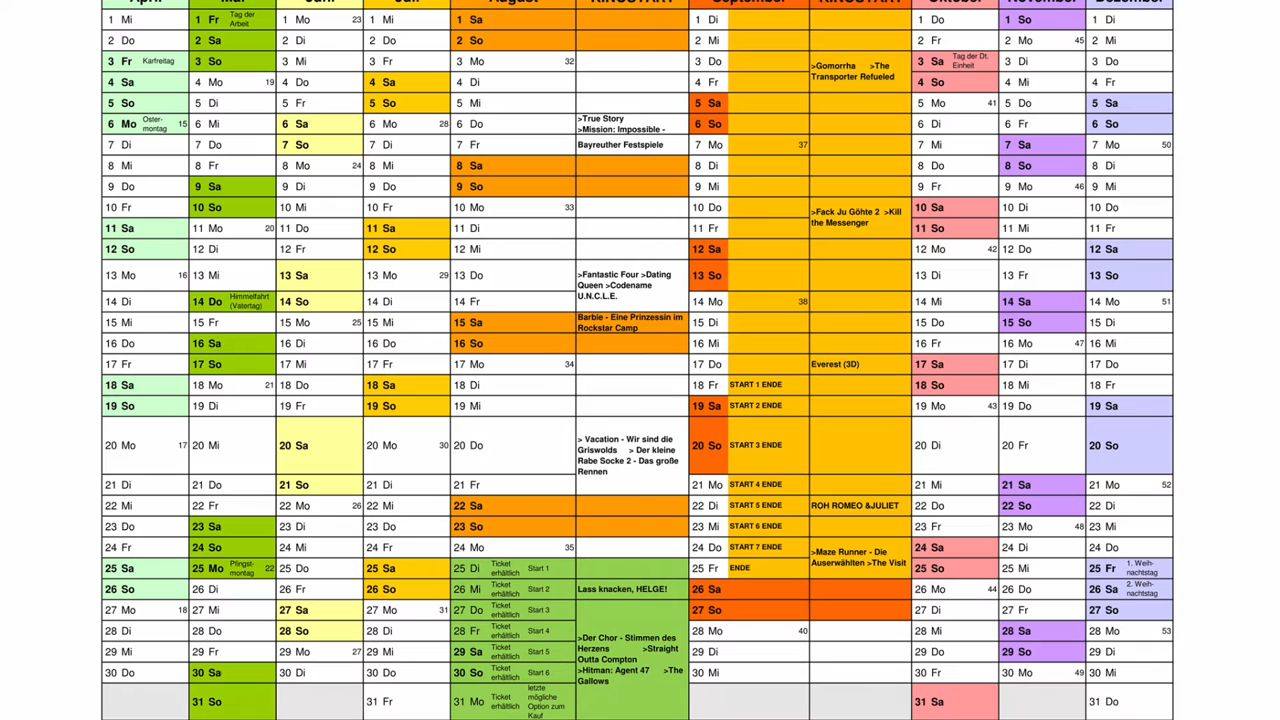 April Mai Juni Juli August KINOSTART September KINOSTART Oktober November Dezember
1 Mi 1 Fr Tag der Arbeit 1 Mo 23 1 Mi 1 Sa 1 Di 1 Do 1 So 1 Di
2 Do 2 Sa 2 Di 2 Do 2 So 2 Mi 2 Fr 2 Mo 45 2 Mi
3 Fr Karfreitag 3 So 3 Mi 3 Fr 3 Mo 32 3 Do >Gomorrha >The Transporter Refueled 3 Sa Tag der Dt. Einheit 3 Di 3 Do
4 Sa 4 Mo 19 4 Do 4 Sa 4 Di 4 Fr 4 So 4 Mi 4 Fr
5 So 5 Di 5 Fr 5 So 5 Mi 5 Sa 5 Mo 41 5 Do 5 Sa
6 Mo Oster-montag 15 6 Mi 6 Sa 6 Mo 28 6 Do >True Story >Mission: Impossible - 6 So 6 Di 6 Fr 6 So
7 Di 7 Do 7 So 7 Di 7 Fr Bayreuther Festspiele 7 Mo 37 7 Mi 7 Sa 7 Mo 50
8 Mi 8 Fr 8 Mo 24 8 Mi 8 Sa 8 Di 8 Do 8 So 8 Di
9 Do 9 Sa 9 Di 9 Do 9 So 9 Mi 9 Fr 9 Mo 46 9 Mi
10 Fr 10 So 10 Mi 10 Fr 10 Mo 33 10 Do >Fack Ju Göhte 2 >Kill the Messenger 10 Sa 10 Di 10 Do
11 Sa 11 Mo 20 11 Do 11 Sa 11 Di 11 Fr 11 So 11 Mi 11 Fr
12 So 12 Di 12 Fr 12 So 12 Mi 12 Sa 12 Mo 42 12 Do 12 Sa
13 Mo 16 13 Mi 13 Sa 13 Mo 29 13 Do >Fantastic Four >Dating Queen >Codename U.N.C.L.E. 13 So 13 Di 13 Fr 13 So
14 Di 14 Do Himmelfahrt (Vatertag) 14 So 14 Di 14 Fr 14 Mo 38 14 Mi 14 Sa 14 Mo 51
15 Mi 15 Fr 15 Mo 25 15 Mi 15 Sa Barbie - Eine Prinzessin im Rockstar Camp 15 Di 15 Do 15 So 15 Di
16 Do 16 Sa 16 Di 16 Do 16 So 16 Mi 16 Fr 16 Mo 47 16 Mi
17 Fr 17 So 17 Mi 17 Fr 17 Mo 34 17 Do Everest (3D) 17 Sa 17 Di 17 Do
18 Sa 18 Mo 21 18 Do 18 Sa 18 Di 18 Fr START 1 ENDE 18 So 18 Mi 18 Fr
19 So 19 Di 19 Fr 19 So 19 Mi 19 Sa START 2 ENDE 19 Mo 43 19 Do 19 Sa
20 Mo 17 20 Mi 20 Sa 20 Mo 30 20 Do > Vacation - Wir sind die Griswolds > Der kleine Rabe Socke 2 - Das große Rennen 20 So START 3 ENDE 20 Di 20 Fr 20 So
21 Di 21 Do 21 So 21 Di 21 Fr 21 Mo START 4 ENDE 21 Mi 21 Sa 21 Mo 52
22 Mi 22 Fr 22 Mo 26 22 Mi 22 Sa 22 Di START 5 ENDE ROH ROMEO &JULIET 22 Do 22 So 22 Di
23 Do 23 Sa 23 Di 23 Do 23 So 23 Mi START 6 ENDE 23 Fr 23 Mo 48 23 Mi
24 Fr 24 So 24 Mi 24 Fr 24 Mo 35 24 Do START 7 ENDE >Maze Runner - Die Auserwählten >The Visit 24 Sa 24 Di 24 Do
25 Sa 25 Mo Pfingst-montag 22 25 Do 25 Sa 25 Di Ticket erhältlich Start 1 25 Fr ENDE 25 So 25 Mi 25 Fr 1. Weih-nachtstag
26 So 26 Di 26 Fr 26 So 26 Mi Ticket erhältlich Start 2 Lass knacken, HELGE! 26 Sa 26 Mo 44 26 Do 26 Sa 2. Weih-nachtstag
27 Mo 18 27 Mi 27 Sa 27 Mo 31 27 Do Ticket erhältlich Start 3 27 So 27 Di 27 Fr 27 So
28 Di 28 Do 28 So 28 Di 28 Fr Ticket erhältlich Start 4 >Der Chor - Stimmen des Herzens >Straight Outta Compton >Hitman: Agent 47 >The Gallows 28 Mo 40 28 Mi 28 Sa 28 Mo 53
29 Mi 29 Fr 29 Mo 27 29 Mi 29 Sa Ticket erhältlich Start 5 29 Di 29 Do 29 So 29 Di
30 Do 30 Sa 30 Di 30 Do 30 So Ticket erhältlich Start 6 30 Mi 30 Fr 30 Mo 49 30 Mi
31 So 31 Fr 31 Mo Ticket erhältlich letzte mögliche Option zum Kauf 31 Sa 31 Do